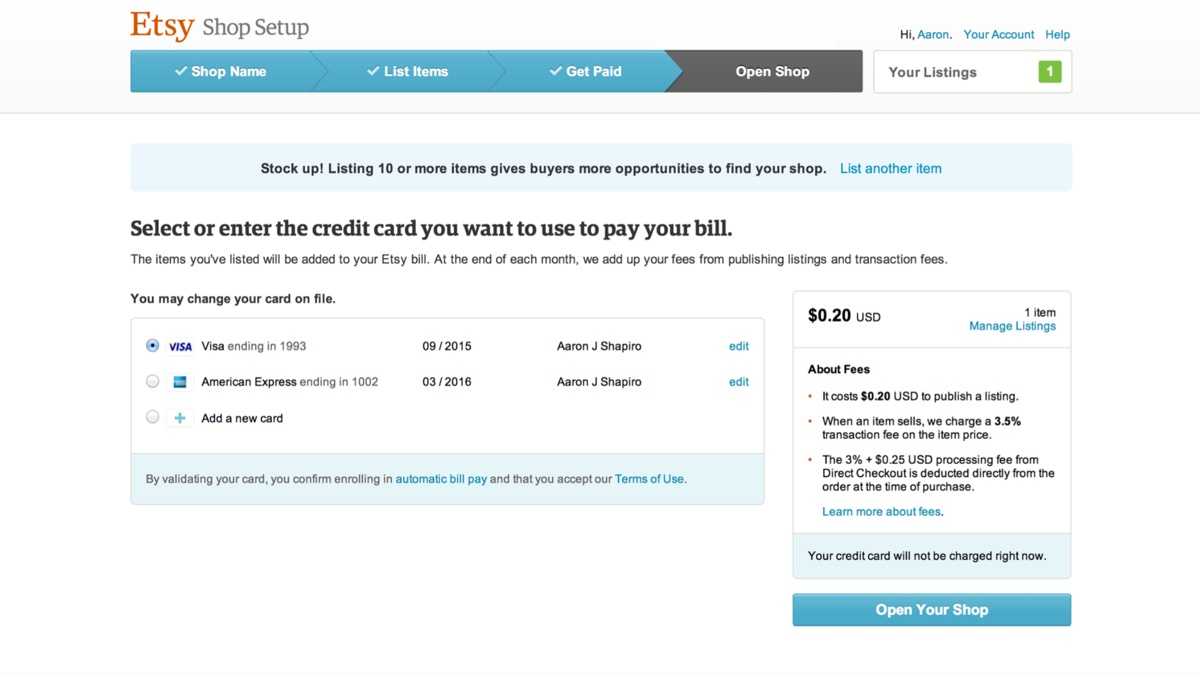 Etsy Shop Setup
Hi, Aaron. Your Account Help
Shop Name List Items Get Paid Open Shop Your Listings 1
Stock up! Listing 10 or more items gives buyers more opportunities to find your shop. List another item
Select or enter the credit card you want to use to pay your bill.
The items you've listed will be added to your Etsy bill. At the end of each month, we add up your fees from publishing listings and transaction fees.
You may change your card on file.
VISA Visa ending in 1993 09 / 2015 Aaron J Shapiro edit
American Express ending in 1002 03 / 2016 Aaron J Shapiro edit
Add a new card
By validating your card, you confirm enrolling in automatic bill pay and that you accept our Terms of Use.
$0.20 USD 1 item
Manage Listings
About Fees
• It costs $0.20 USD to publish a listing.
• When an item sells, we charge a 3.5%
transaction fee on the item price.
• The 3% + $0.25 USD processing fee from
Direct Checkout is deducted directly from the
order at the time of purchase.
Learn more about fees.
Your credit card will not be charged right now.
Open Your Shop